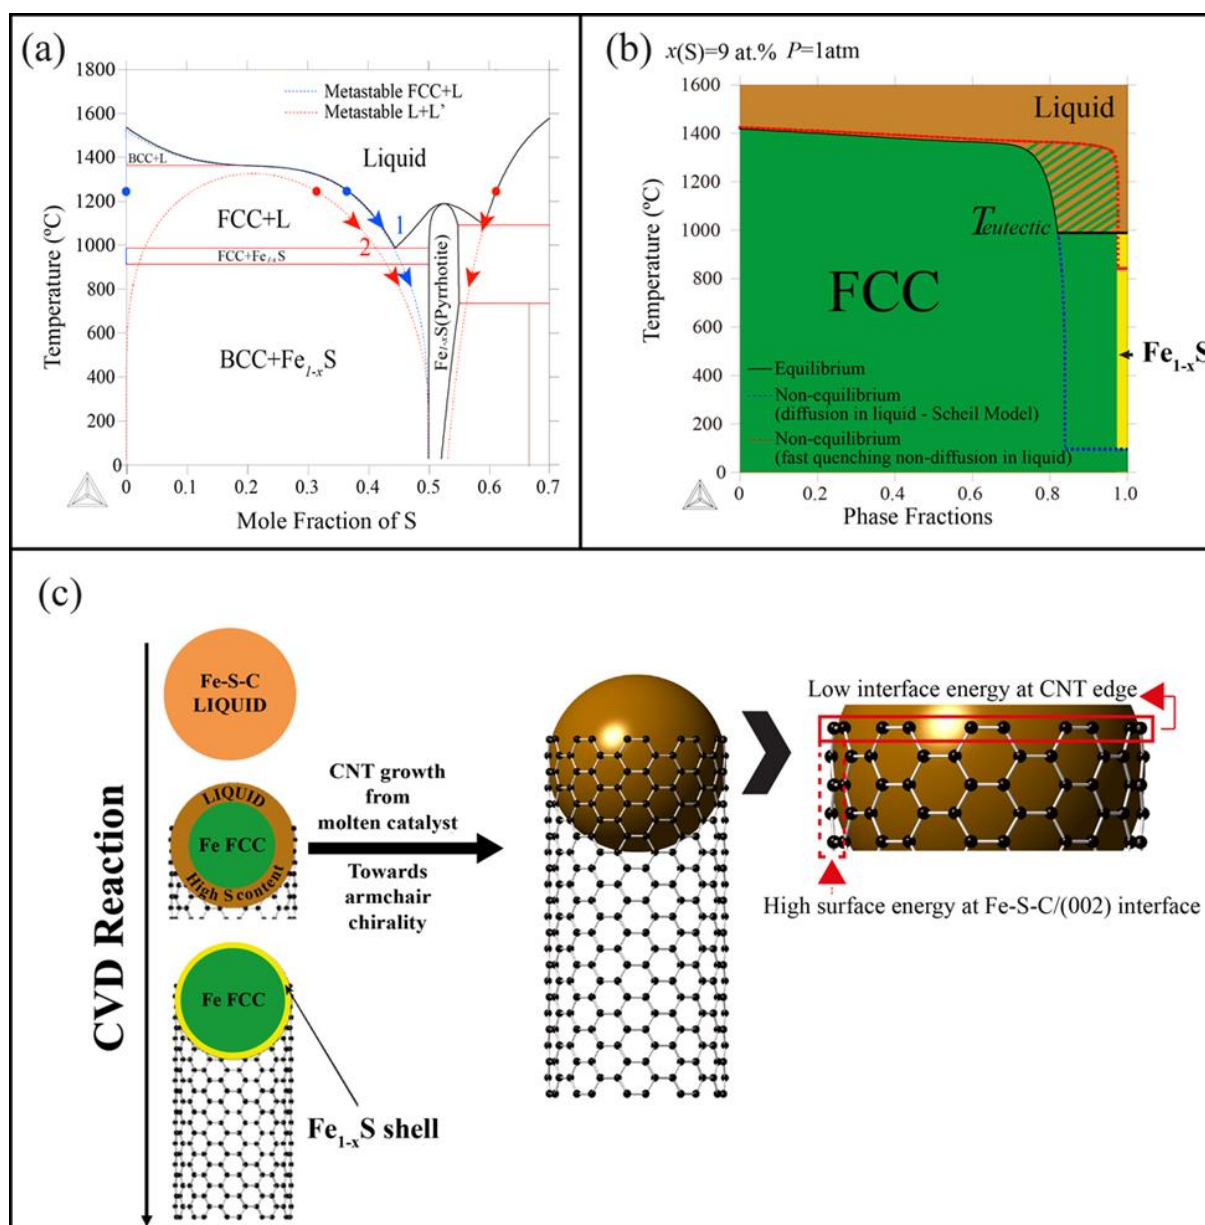 (a)
1800
1600
1400
1200
1000
800
600
400
200
0
Temperature (ºC)
Metastable FCC+L
Metastable L+L'
BCC+L
Liquid
FCC+L
1
2
FCC+Fe1-xS
BCC+Fe1-xS
Fe1-xS(Pyrrhotite)
0
0.1
0.2
0.3
0.4
0.5
0.6
0.7
Mole Fraction of S
(b)
x(S)=9 at.% P=1atm
1600
1400
1200
1000
800
600
400
200
0
Temperature (ºC)
Liquid
Teutectic
FCC
Fe1-xS
Equilibrium
Non-equilibrium
(diffusion in liquid - Scheil Model)
Non-equilibrium
(fast quenching non-diffusion in liquid)
0
0.2
0.4
0.6
0.8
1.0
Phase Fractions
(c)
CVD Reaction
Fe-S-C
LIQUID
LIQUID
Fe FCC
High S content
Fe FCC
Fe1-xS shell
CNT growth
from
molten catalyst
Towards
armchair
chirality
Low interface energy at CNT edge
High surface energy at Fe-S-C/(002) interface